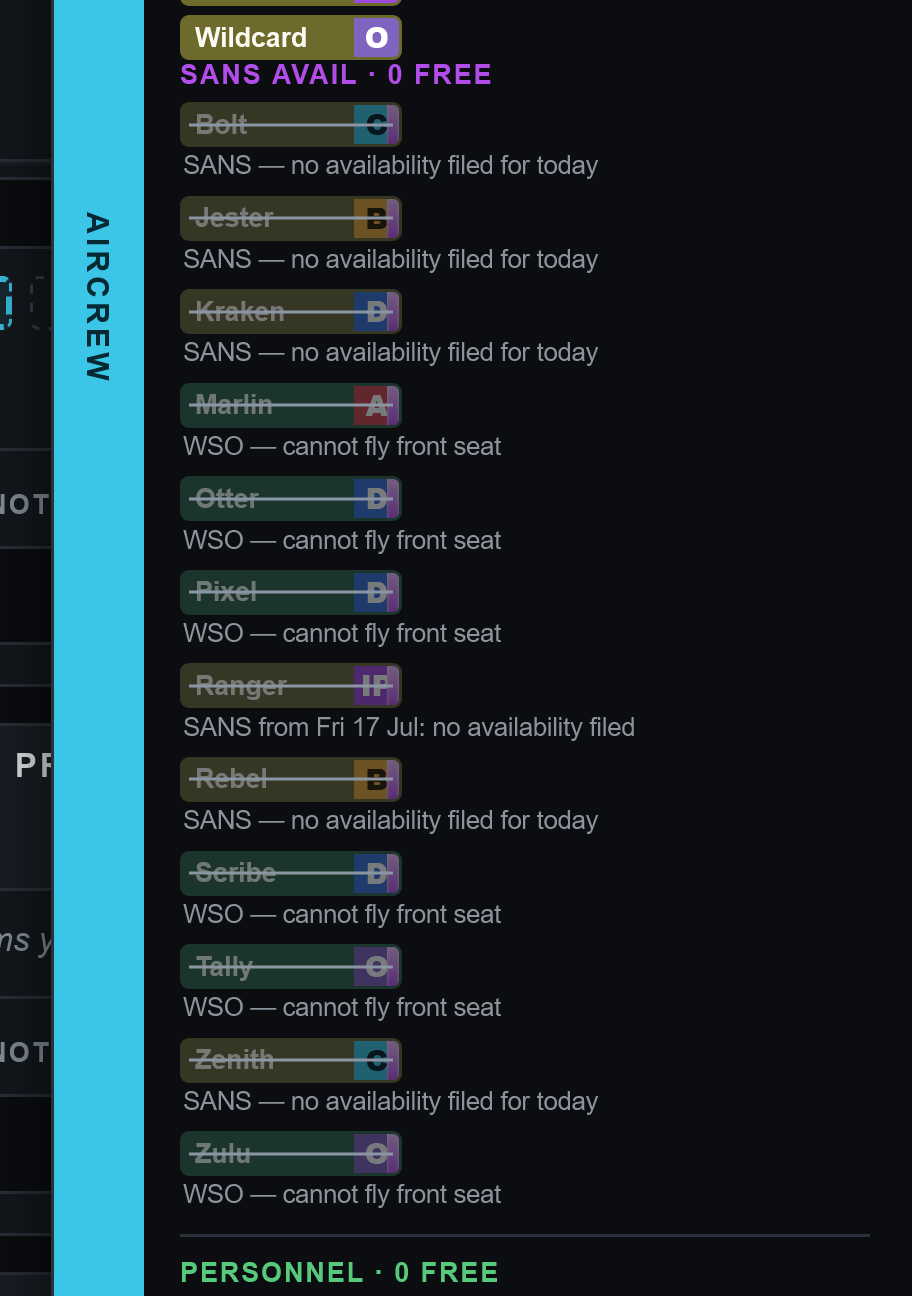 Wildcard O
SANS AVAIL · 0 FREE
Bolt C
SANS — no availability filed for today
Jester B
SANS — no availability filed for today
Kraken D
SANS — no availability filed for today
Marlin A
WSO — cannot fly front seat
Otter D
WSO — cannot fly front seat
Pixel D
WSO — cannot fly front seat
Ranger IP
SANS from Fri 17 Jul: no availability filed
Rebel B
SANS — no availability filed for today
Scribe D
WSO — cannot fly front seat
Tally O
WSO — cannot fly front seat
Zenith C
SANS — no availability filed for today
Zulu O
WSO — cannot fly front seat
PERSONNEL · 0 FREE
AIRCREW
NOT
PR
ms y
NOT